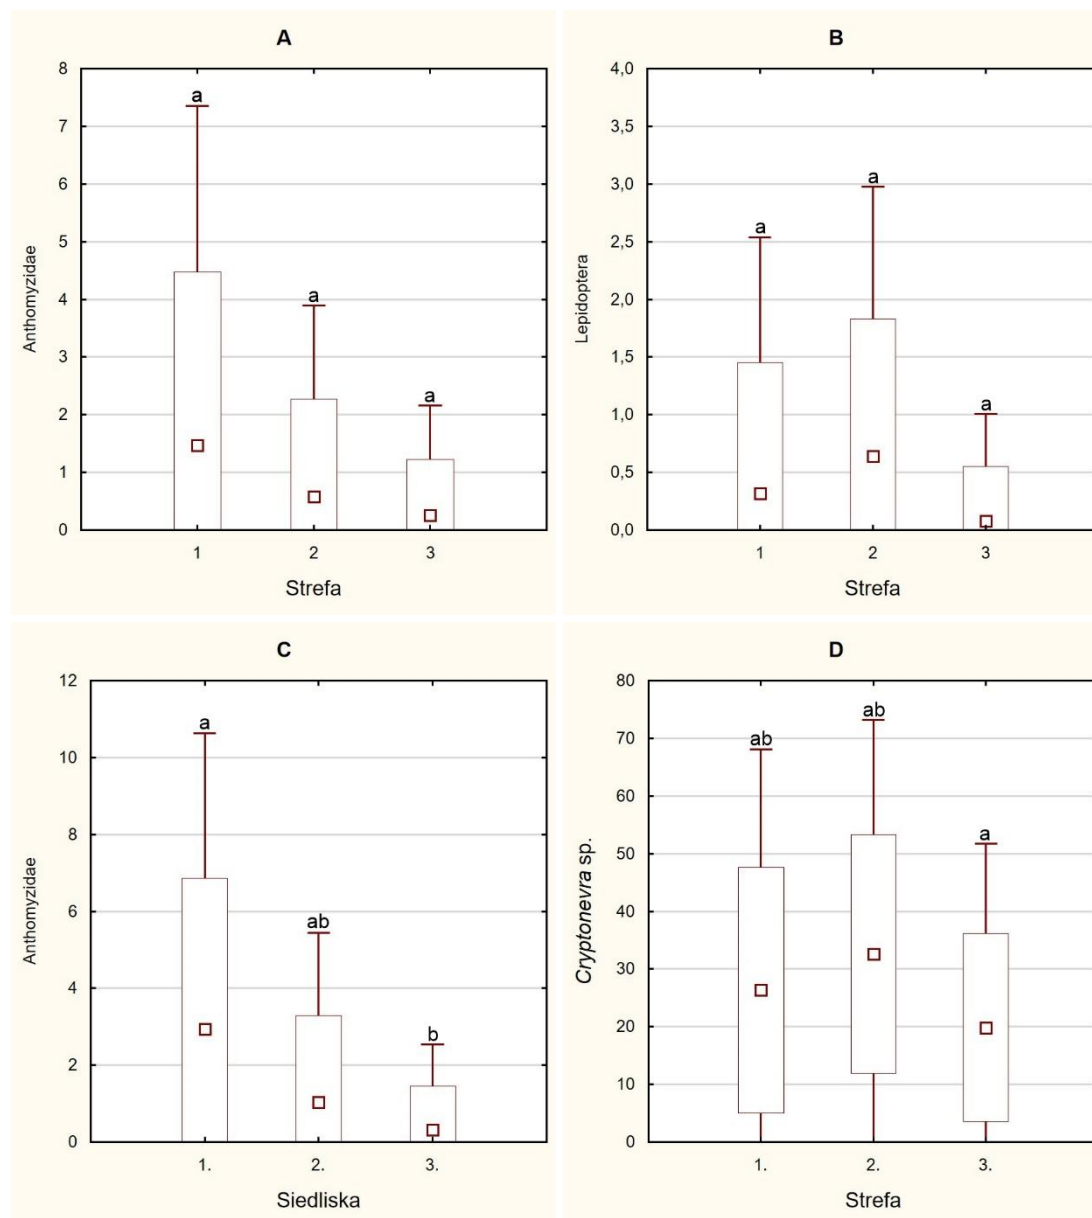 A
8
7
6
5
4
3
2
1
0
Anthomyzidae
a
a
a
1 2 3
Strefa
B
4,0
3,5
3,0
2,5
2,0
1,5
1,0
0,5
0,0
Lepidoptera
a
a
a
1 2 3
Strefa
C
12
10
8
6
4
2
0
Anthomyzidae
a
ab
b
1. 2. 3.
Siedliska
D
80
70
60
50
40
30
20
10
0
Cryptonevra sp.
ab
ab
a
1. 2. 3.
Strefa